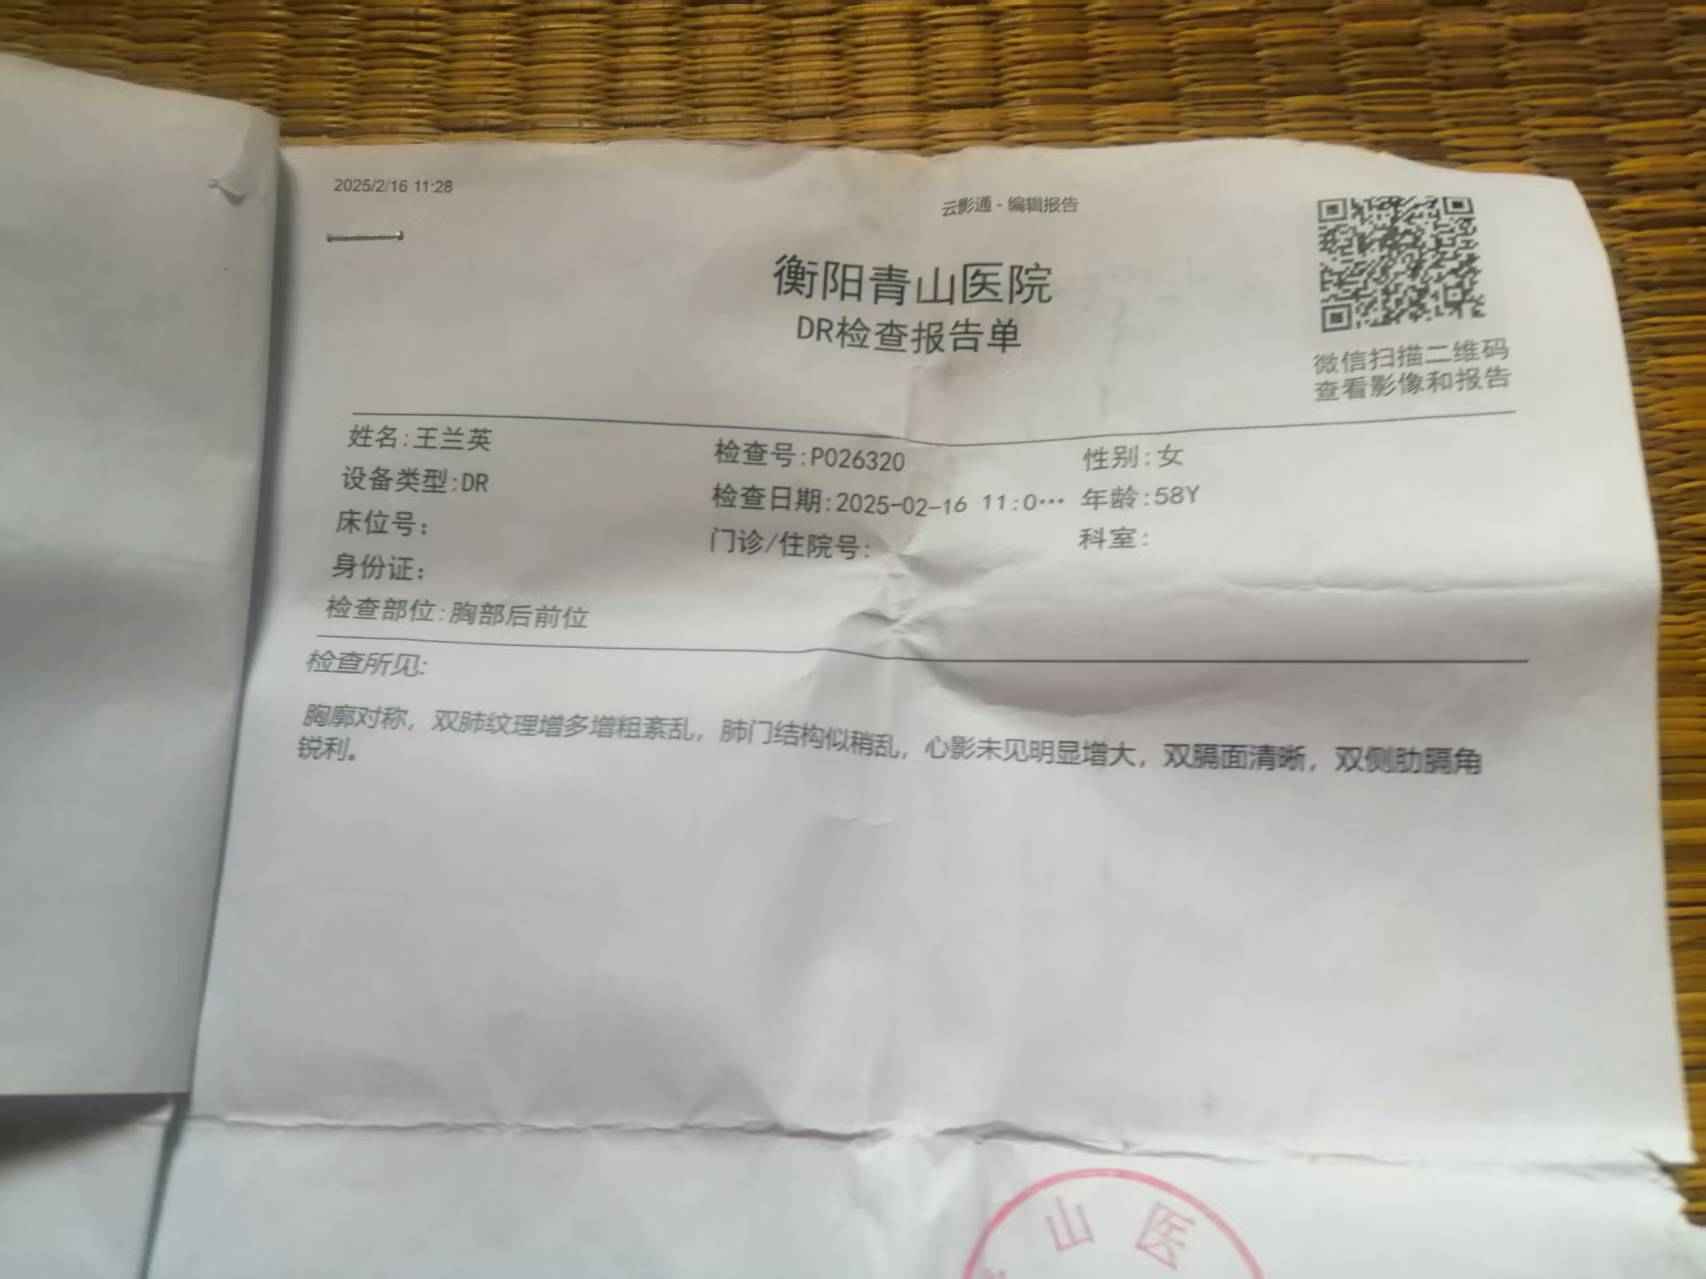 2025/2/16 11:28
云影通 - 编辑报告
衡阳青山医院
DR检查报告单
微信扫描二维码
查看影像和报告
姓名:王兰英 检查号:P026320 性别:女
设备类型:DR 检查日期:2025-02-16 11:0… 年龄:58Y
床位号: 门诊/住院号: 科室:
身份证:
检查部位:胸部后前位
检查所见:
胸廓对称，双肺纹理增多增粗紊乱，肺门结构似稍乱，心影未见明显增大，双膈面清晰，双侧肋膈角
锐利。
山 医